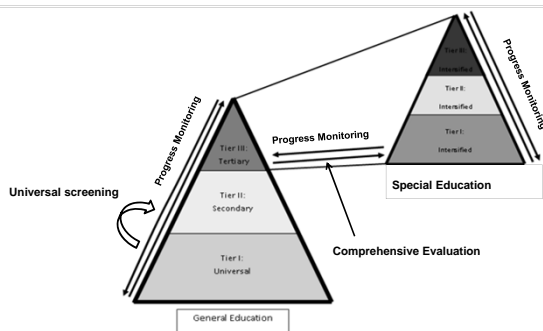 Tier III:
Intensified
Tier II:
Intensified
Tier I:
Intensified
Progress Monitoring
Special Education
Progress Monitoring
Progress Monitoring
Universal screening
Tier III:
Tertiary
Tier II:
Secondary
Tier I:
Universal
Comprehensive Evaluation
General Education